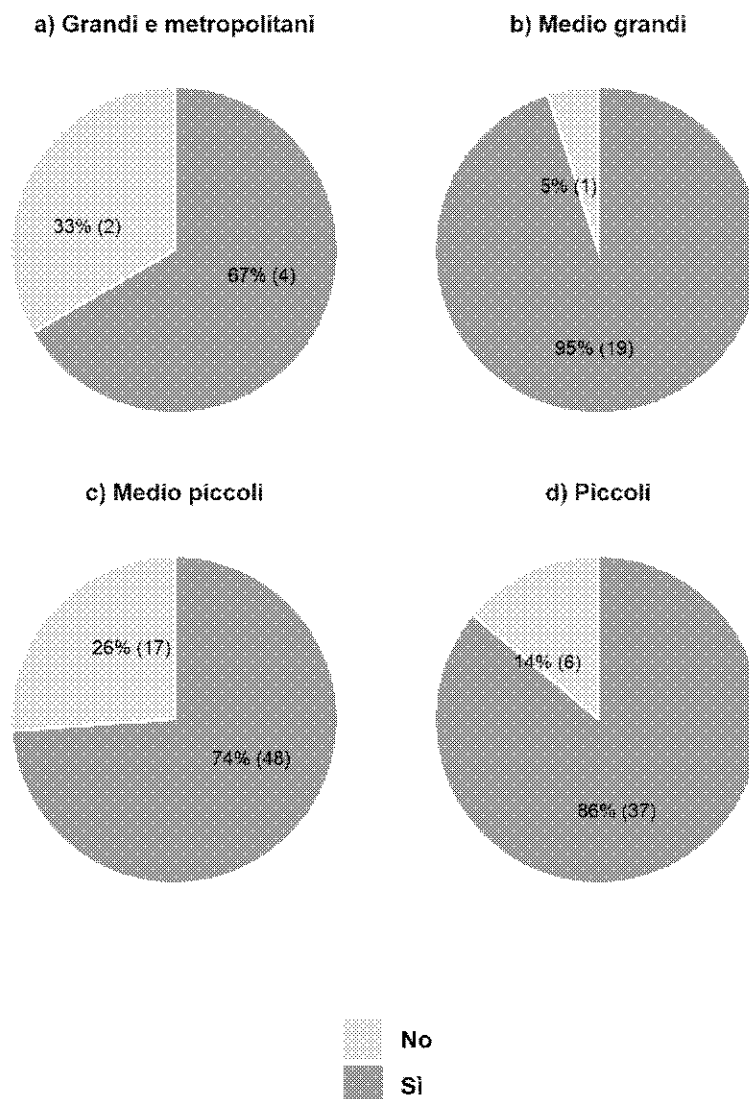 a) Grandi e metropolitani
b) Medio grandi
33% (2)
67% (4)
5% (1)
95% (19)
c) Medio piccoli
d) Piccoli
26% (17)
74% (48)
14% (6)
86% (37)
No
Sì